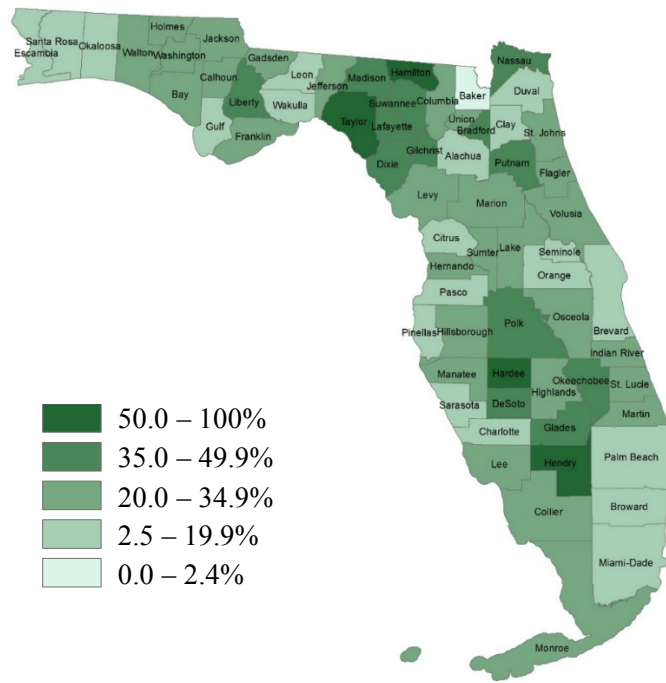 Holmes
Jackson
Santa Rosa
Escambia
Okaloosa
Walton
Washington
Calhoun
Bay
Liberty
Gulf
Franklin
Gadsden
Leon
Wakulla
Jefferson
Madison
Hamilton
Taylor
Suwannee
Lafayette
Columbia
Baker
Nassau
Duval
Union
Bradford
Clay
St. Johns
Gilchrist
Alachua
Putnam
Dixie
Flagler
Levy
Marion
Volusia
Citrus
Sumter
Lake
Seminole
Hernando
Orange
Pasco
Polk
Osceola
Brevard
Pinellas
Hillsborough
Indian River
Manatee
Hardee
Okeechobee
Highlands
St. Lucie
Sarasota
DeSoto
Martin
Charlotte
Glades
Lee
Hendry
Palm Beach
Collier
Broward
Miami-Dade
Monroe
50.0 – 100%
35.0 – 49.9%
20.0 – 34.9%
2.5 – 19.9%
0.0 – 2.4%